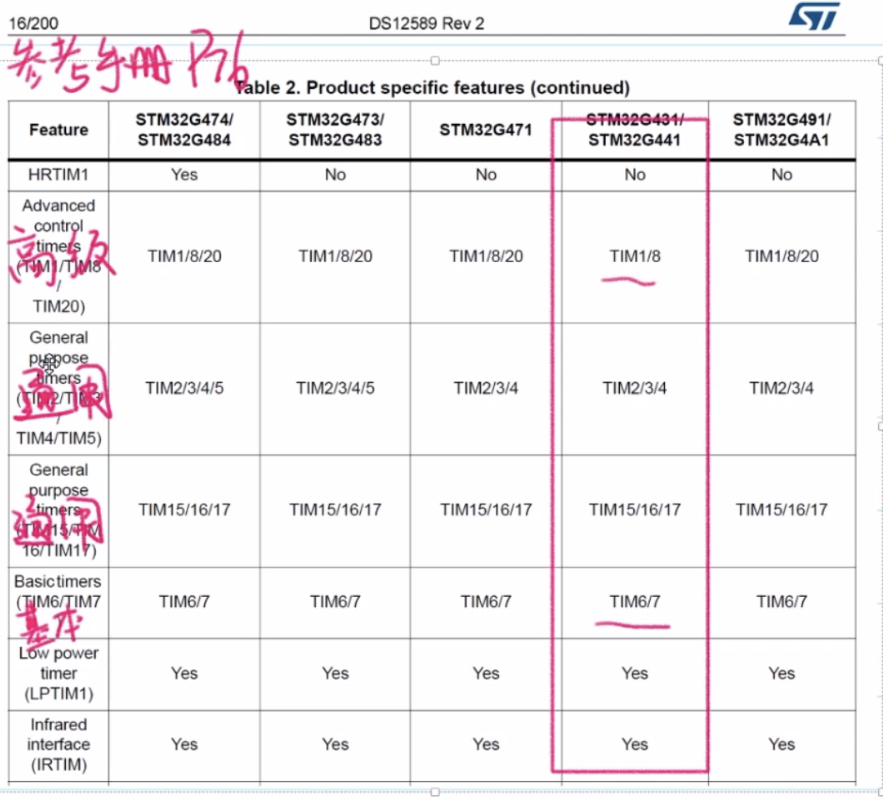 16/200
DS12589 Rev 2
ST
参考手册 P76
Table 2. Product specific features (continued)
Feature
STM32G474/
STM32G484
STM32G473/
STM32G483
STM32G471
STM32G431/
STM32G441
STM32G491/
STM32G4A1
HRTIM1
Yes
No
No
No
No
Advanced
control
timers
(TIM1/TIM8
/
TIM20)
高级
TIM1/8/20
TIM1/8/20
TIM1/8/20
TIM1/8
TIM1/8/20
General
purpose
timers
(TIM2/TIM3
/
TIM4/TIM5)
通用
TIM2/3/4/5
TIM2/3/4/5
TIM2/3/4
TIM2/3/4
TIM2/3/4
General
purpose
timers
(TIM15/TIM
16/TIM17)
通用
TIM15/16/17
TIM15/16/17
TIM15/16/17
TIM15/16/17
TIM15/16/17
Basic timers
(TIM6/TIM7
基本
TIM6/7
TIM6/7
TIM6/7
TIM6/7
TIM6/7
Low power
timer
(LPTIM1)
Yes
Yes
Yes
Yes
Yes
Infrared
interface
(IRTIM)
Yes
Yes
Yes
Yes
Yes